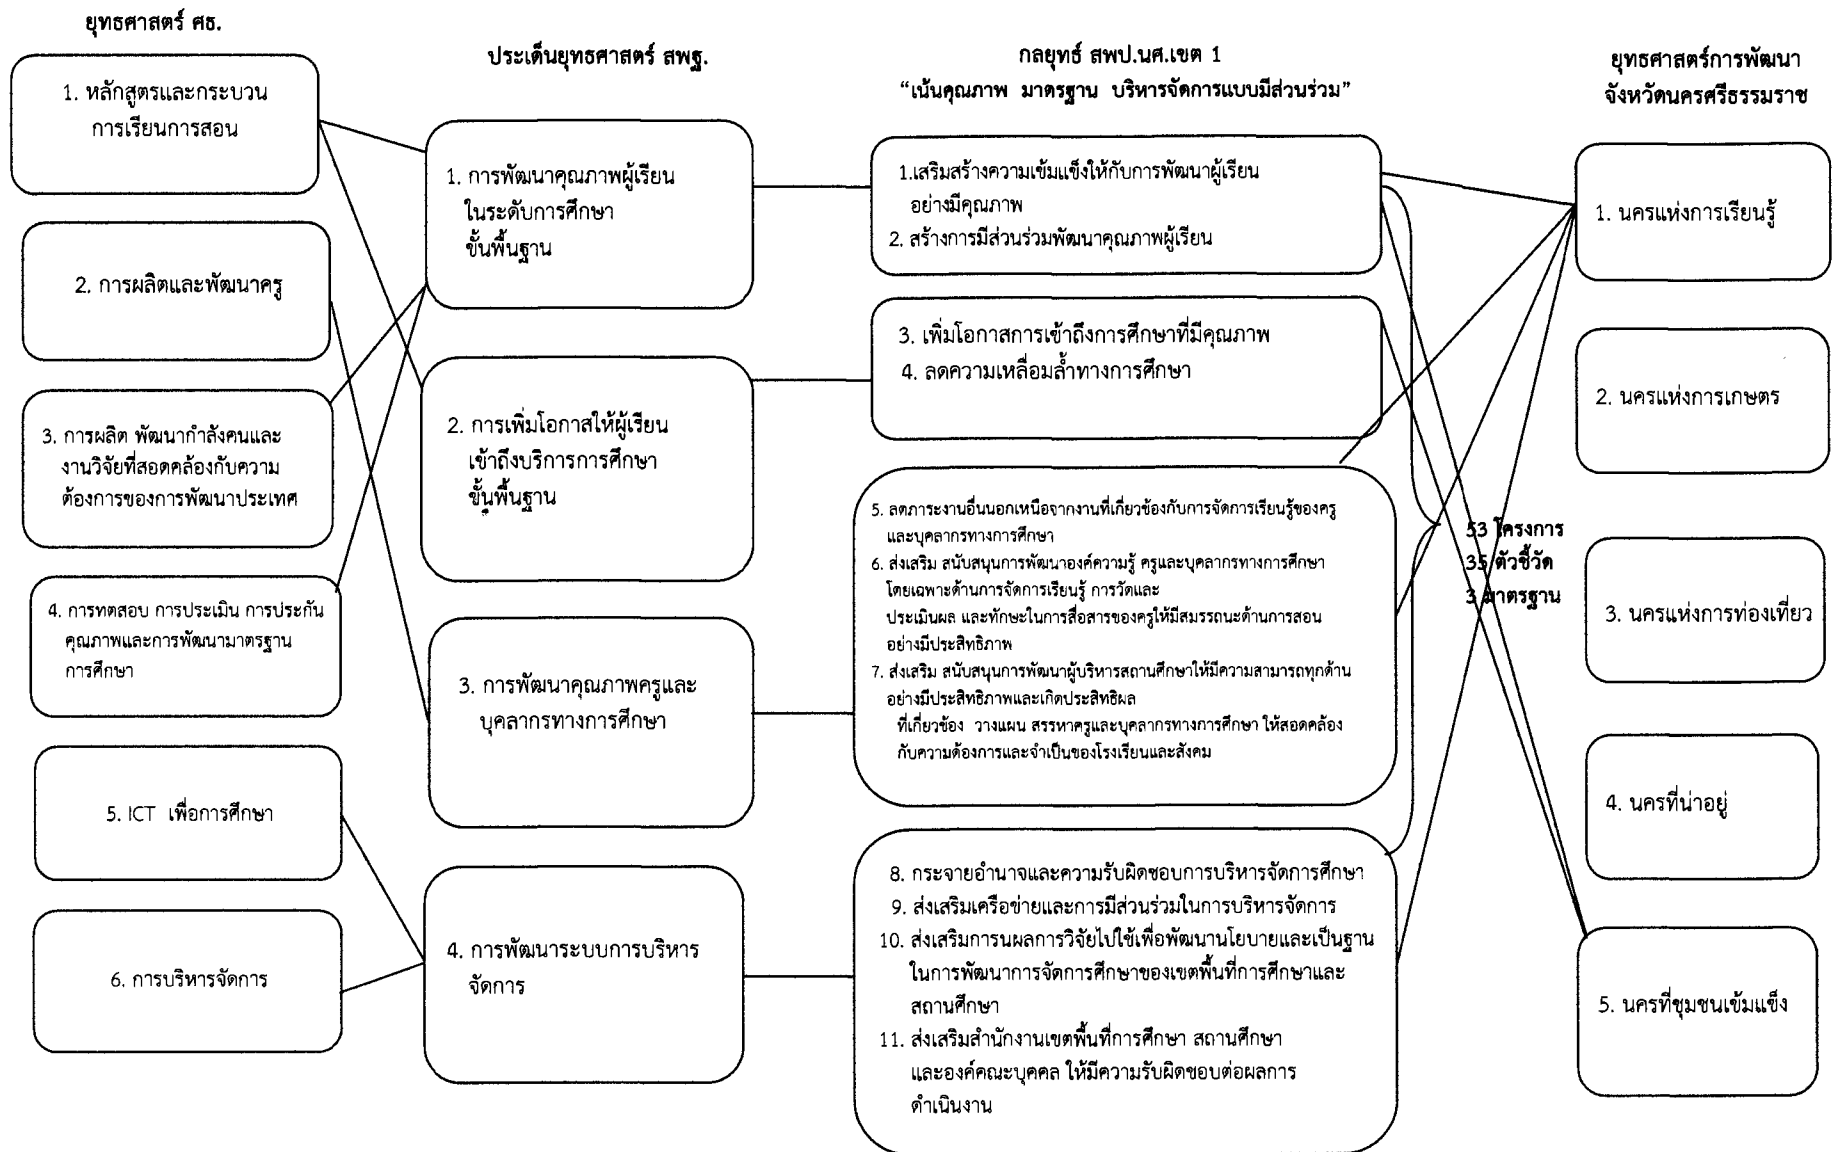 ยุทธศาสตร์ ศธ.
1. หลักสูตรและกระบวน
การเรียนการสอน
2. การผลิตและพัฒนาครู
3. การผลิต พัฒนากำลังคนและ
งานวิจัยที่สอดคล้องกับความ
ต้องการของการพัฒนาประเทศ
4. การทดสอบ การประเมิน การประกัน
คุณภาพและการพัฒนามาตรฐาน
การศึกษา
5. ICT เพื่อการศึกษา
6. การบริหารจัดการ
ประเด็นยุทธศาสตร์ สพฐ.
1. การพัฒนาคุณภาพผู้เรียน
ในระดับการศึกษา
ขั้นพื้นฐาน
2. การเพิ่มโอกาสให้ผู้เรียน
เข้าถึงบริการการศึกษา
ขั้นพื้นฐาน
3. การพัฒนาคุณภาพครูและ
บุคลากรทางการศึกษา
4. การพัฒนาระบบการบริหาร
จัดการ
กลยุทธ์ สพป.นศ.เขต 1
“เน้นคุณภาพ มาตรฐาน บริหารจัดการแบบมีส่วนร่วม”
1.เสริมสร้างความเข้มแข็งให้กับการพัฒนาผู้เรียน
อย่างมีคุณภาพ
2. สร้างการมีส่วนร่วมพัฒนาคุณภาพผู้เรียน
3. เพิ่มโอกาสการเข้าถึงการศึกษาที่มีคุณภาพ
4. ลดความเหลื่อมล้ำทางการศึกษา
5. ลดภาระงานอื่นนอกเหนือจากงานที่เกี่ยวข้องกับการจัดการเรียนรู้ของครู
และบุคลากรทางการศึกษา
6. ส่งเสริม สนับสนุนการพัฒนาองค์ความรู้ ครูและบุคลากรทางการศึกษา
โดยเฉพาะด้านการจัดการเรียนรู้ การวัดและ
ประเมินผล และทักษะในการสื่อสารของครูให้มีสมรรถนะด้านการสอน
อย่างมีประสิทธิภาพ
7. ส่งเสริม สนับสนุนการพัฒนาผู้บริหารสถานศึกษาให้มีความสามารถทุกด้าน
อย่างมีประสิทธิภาพและเกิดประสิทธิผล
ที่เกี่ยวข้อง วางแผน สรรหาครูและบุคลากรทางการศึกษา ให้สอดคล้อง
กับความต้องการและจำเป็นของโรงเรียนและสังคม
8. กระจายอำนาจและความรับผิดชอบการบริหารจัดการศึกษา
9. ส่งเสริมเครือข่ายและการมีส่วนร่วมในการบริหารจัดการ
10. ส่งเสริมการนผลการวิจัยไปใช้เพื่อพัฒนานโยบายและเป็นฐาน
ในการพัฒนาการจัดการศึกษาของเขตพื้นที่การศึกษาและ
สถานศึกษา
11. ส่งเสริมสำนักงานเขตพื้นที่การศึกษา สถานศึกษา
และองค์คณะบุคคล ให้มีความรับผิดชอบต่อผลการ
ดำเนินงาน
53 โครงการ
35 ตัวชี้วัด
3 มาตรฐาน
ยุทธศาสตร์การพัฒนา
จังหวัดนครศรีธรรมราช
1. นครแห่งการเรียนรู้
2. นครแห่งการเกษตร
3. นครแห่งการท่องเที่ยว
4. นครที่น่าอยู่
5. นครที่ชุมชนเข้มแข็ง